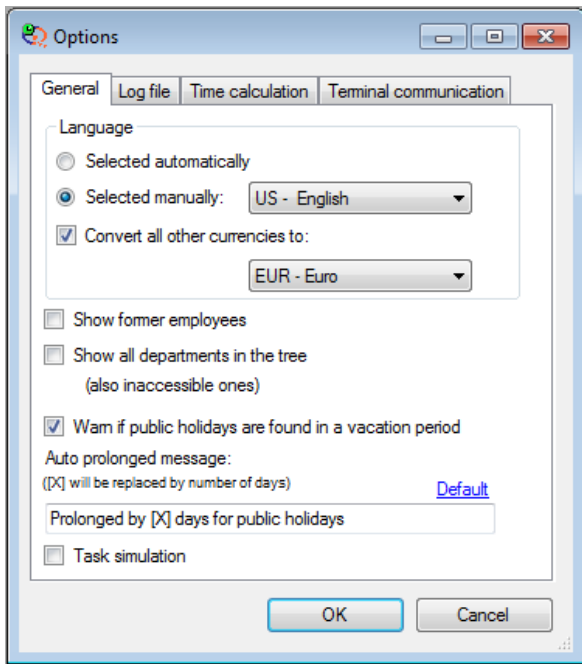 Options
General Log file Time calculation Terminal communication
Language
Selected automatically
Selected manually: US - English
Convert all other currencies to:
EUR - Euro
Show former employees
Show all departments in the tree
(also inaccessible ones)
Warn if public holidays are found in a vacation period
Auto prolonged message:
([X] will be replaced by number of days) Default
Prolonged by [X] days for public holidays
Task simulation
OK Cancel